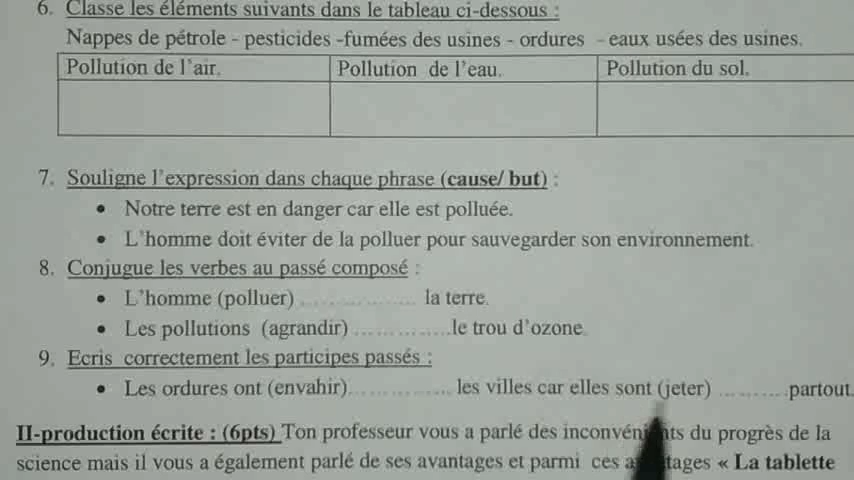 6. Classe les éléments suivants dans le tableau ci-dessous :
Nappes de pétrole - pesticides -fumées des usines - ordures - eaux usées des usines.
Pollution de l'air. Pollution de l'eau. Pollution du sol.
7. Souligne l'expression dans chaque phrase (cause/ but) :
• Notre terre est en danger car elle est polluée.
• L'homme doit éviter de la polluer pour sauvegarder son environnement.
8. Conjugue les verbes au passé composé :
• L'homme (polluer) ................ la terre.
• Les pollutions (agrandir) ..............le trou d'ozone.
9. Ecris correctement les participes passés :
• Les ordures ont (envahir)................ les villes car elles sont (jeter) ..........partout.
II-production écrite : (6pts) Ton professeur vous a parlé des inconvénients du progrès de la
science mais il vous a également parlé de ses avantages et parmi ces avantages « La tablette